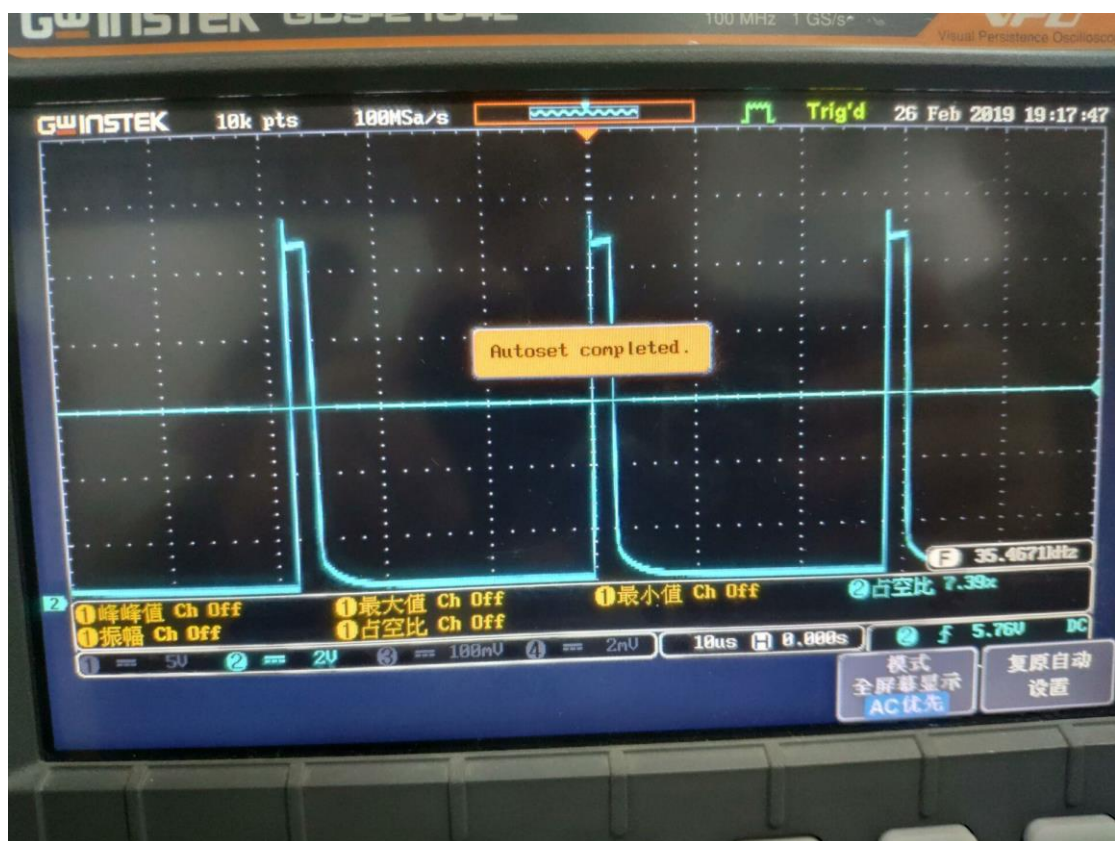 GWINSTEK GDS-2104E 100 MHz 1 GS/s VPO
Visual Persistence Oscilloscope
GWINSTEK 10k pts 100MSa/s Trig'd 26 Feb 2019 19:17:47
Autoset completed.
F 35.4671kHz
2
1 峰峰值 Ch Off 1 最大值 Ch Off 1 最小值 Ch Off 2 占空比 7.39%
1 振幅 Ch Off 1 占空比 Ch Off
1 5V 2 2V 3 100mV 4 2mV 10us H 0.000s 2 5.76V DC
模式
全屏幕显示
AC优先
复原自动
设置